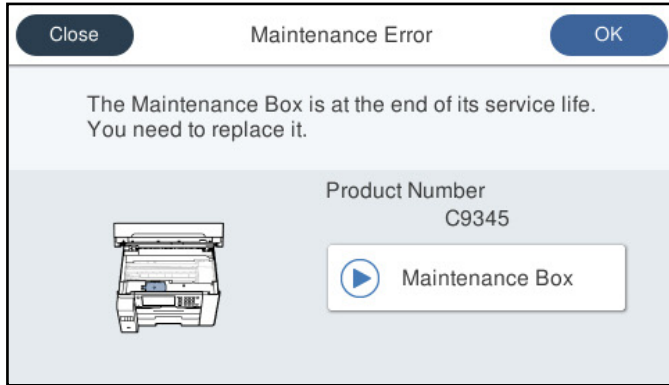 Close
Maintenance Error
OK
The Maintenance Box is at the end of its service life.
You need to replace it.
Product Number
C9345
Maintenance Box